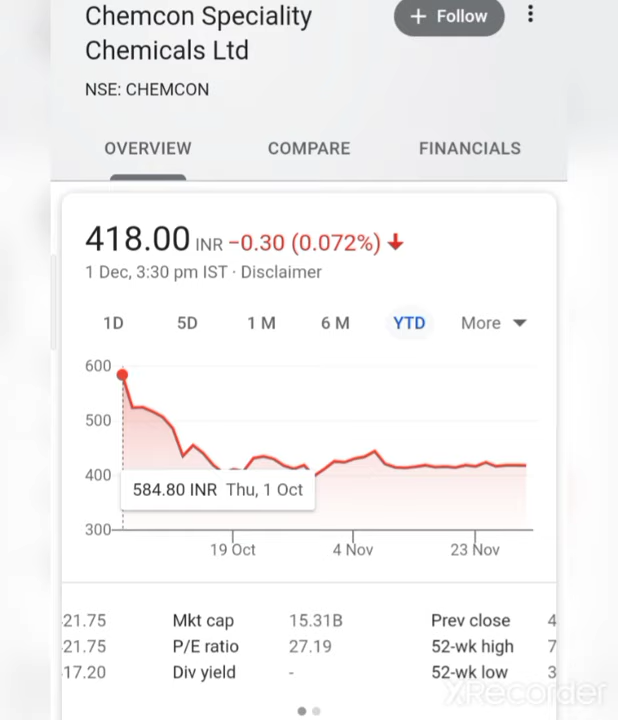 Chemcon Speciality
Chemicals Ltd
+ Follow
NSE: CHEMCON
OVERVIEW COMPARE FINANCIALS
418.00 INR −0.30 (0.072%)
1 Dec, 3:30 pm IST · Disclaimer
1D 5D 1 M 6 M YTD More
600
500
400
584.80 INR Thu, 1 Oct
300
19 Oct 4 Nov 23 Nov
21.75 Mkt cap 15.31B Prev close 4
21.75 P/E ratio 27.19 52-wk high 7
17.20 Div yield - 52-wk low 3
XRecorder